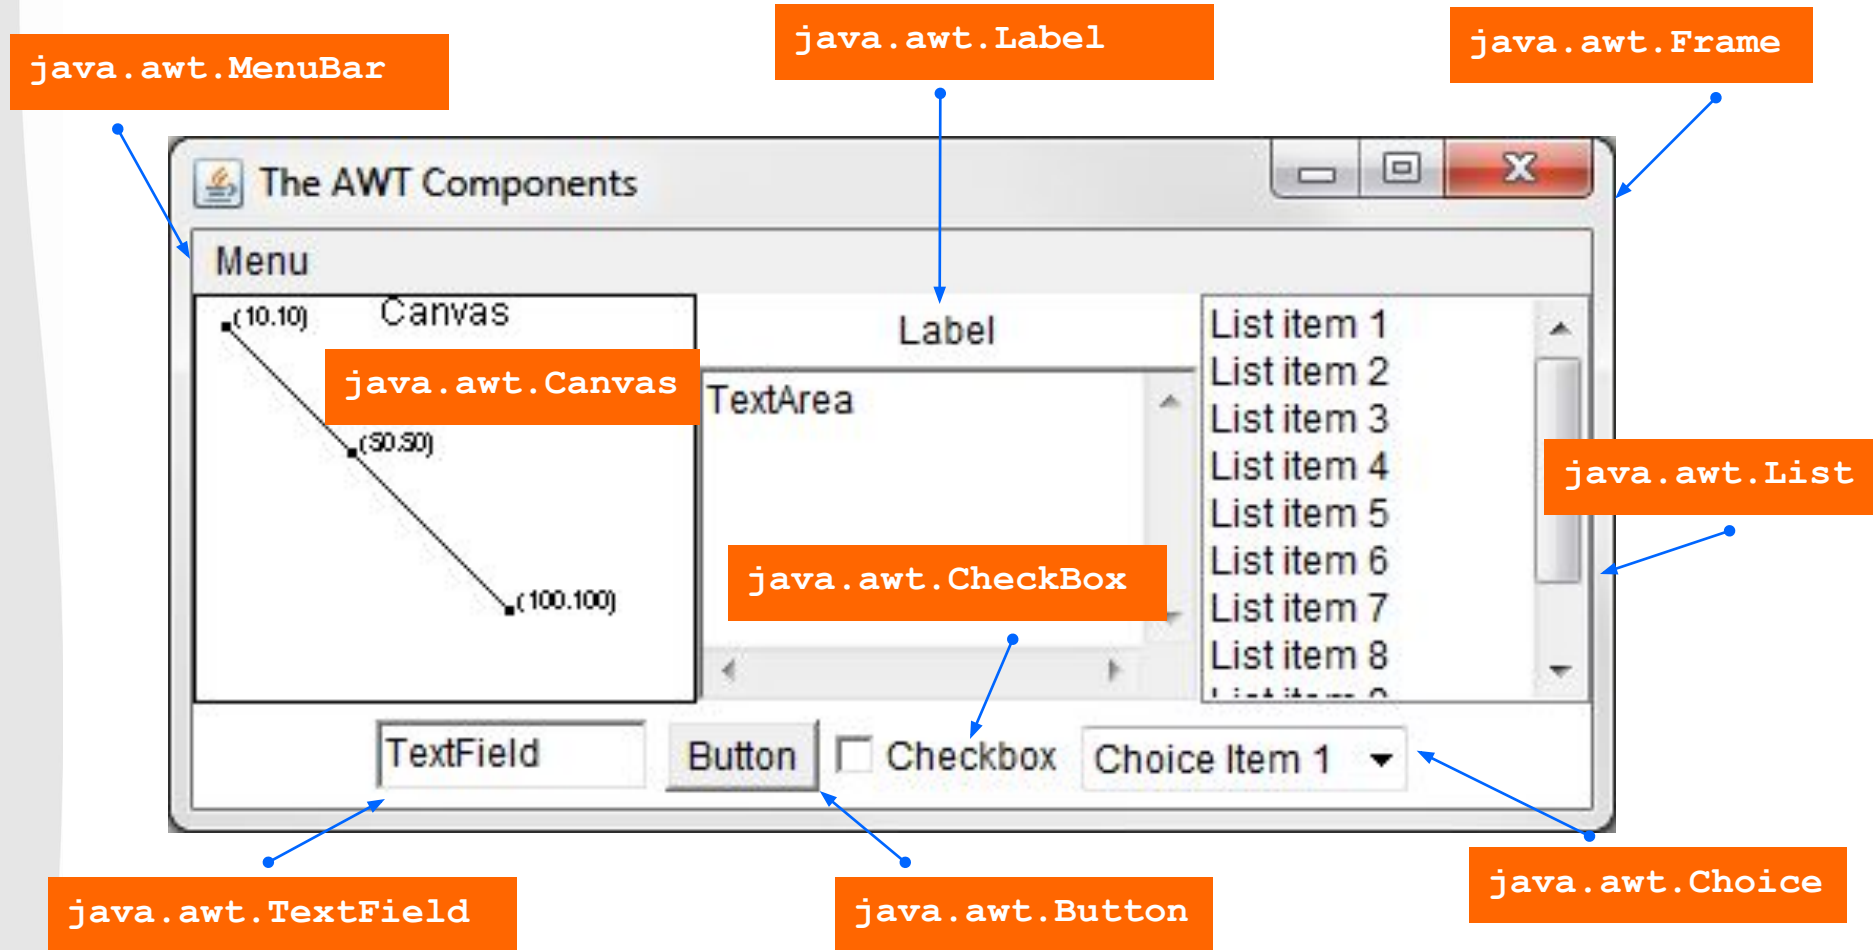 java.awt.MenuBar
java.awt.Label
java.awt.Frame
The AWT Components
Menu
Canvas
(10.10)
java.awt.Canvas
(50.50)
(100.100)
Label
TextArea
java.awt.CheckBox
List item 1
List item 2
List item 3
List item 4
List item 5
List item 6
List item 7
List item 8
java.awt.List
TextField
Button
Checkbox
Choice Item 1
java.awt.TextField
java.awt.Button
java.awt.Choice